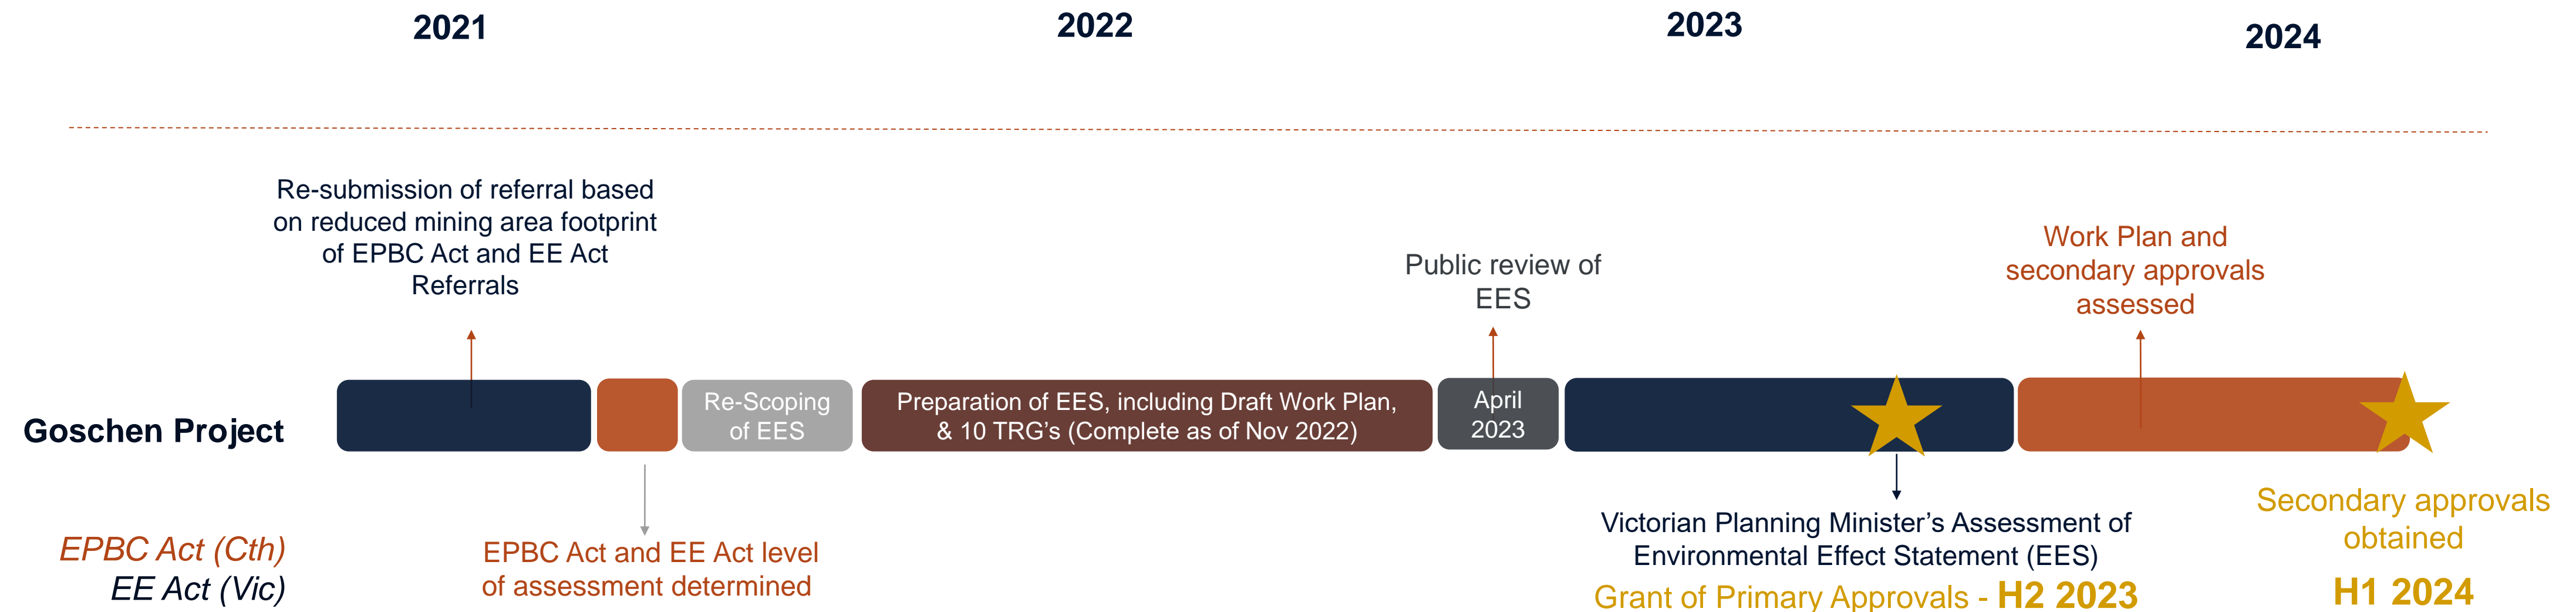 2021
2022
2023
2024
Re-submission of referral based
on reduced mining area footprint
of EPBC Act and EE Act
Referrals
Public review of
EES
Work Plan and
secondary approvals
assessed
Goschen Project
Re-Scoping
of EES
Preparation of EES, including Draft Work Plan,
& 10 TRG's (Complete as of Nov 2022)
April
2023
EPBC Act (Cth)
EE Act (Vic)
EPBC Act and EE Act level
of assessment determined
Victorian Planning Minister’s Assessment of
Environmental Effect Statement (EES)
Grant of Primary Approvals - H2 2023
Secondary approvals
obtained
H1 2024